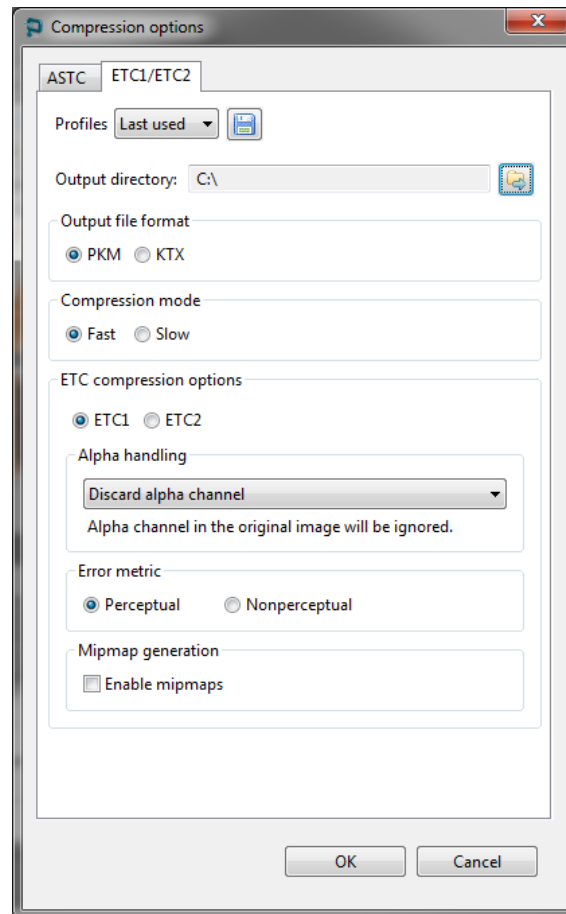 Compression options
ASTC ETC1/ETC2
Profiles Last used
Output directory: C:\
Output file format
PKM KTX
Compression mode
Fast Slow
ETC compression options
ETC1 ETC2
Alpha handling
Discard alpha channel
Alpha channel in the original image will be ignored.
Error metric
Perceptual Nonperceptual
Mipmap generation
Enable mipmaps
OK Cancel